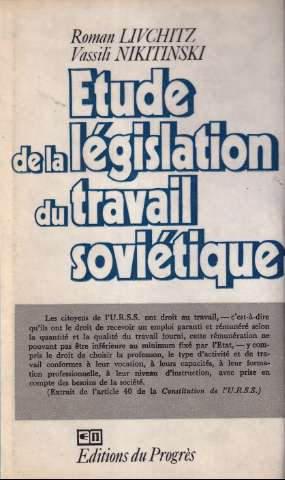 Roman LIVCHITZ
Vassili NIKITINSKI
Etude
de la législation
du travail
soviétique
Les citoyens de l'U.R.S.S. ont droit au travail, — c'est-à-dire
qu'ils ont le droit de recevoir un emploi garanti et rémunéré selon
la quantité et la qualité du travail fourni, cette rémunération ne
pouvant pas être inférieure au minimum fixé par l'Etat, — y com-
pris le droit de choisir la profession, le type d'activité et de tra-
vail conformes à leur vocation, à leurs capacités, à leur forma-
tion professionnelle, à leur niveau d'instruction, avec prise en
compte des besoins de la société.
(Extrait de l'article 40 de la Constitution de l'U.R.S.S.)
Editions du Progrès